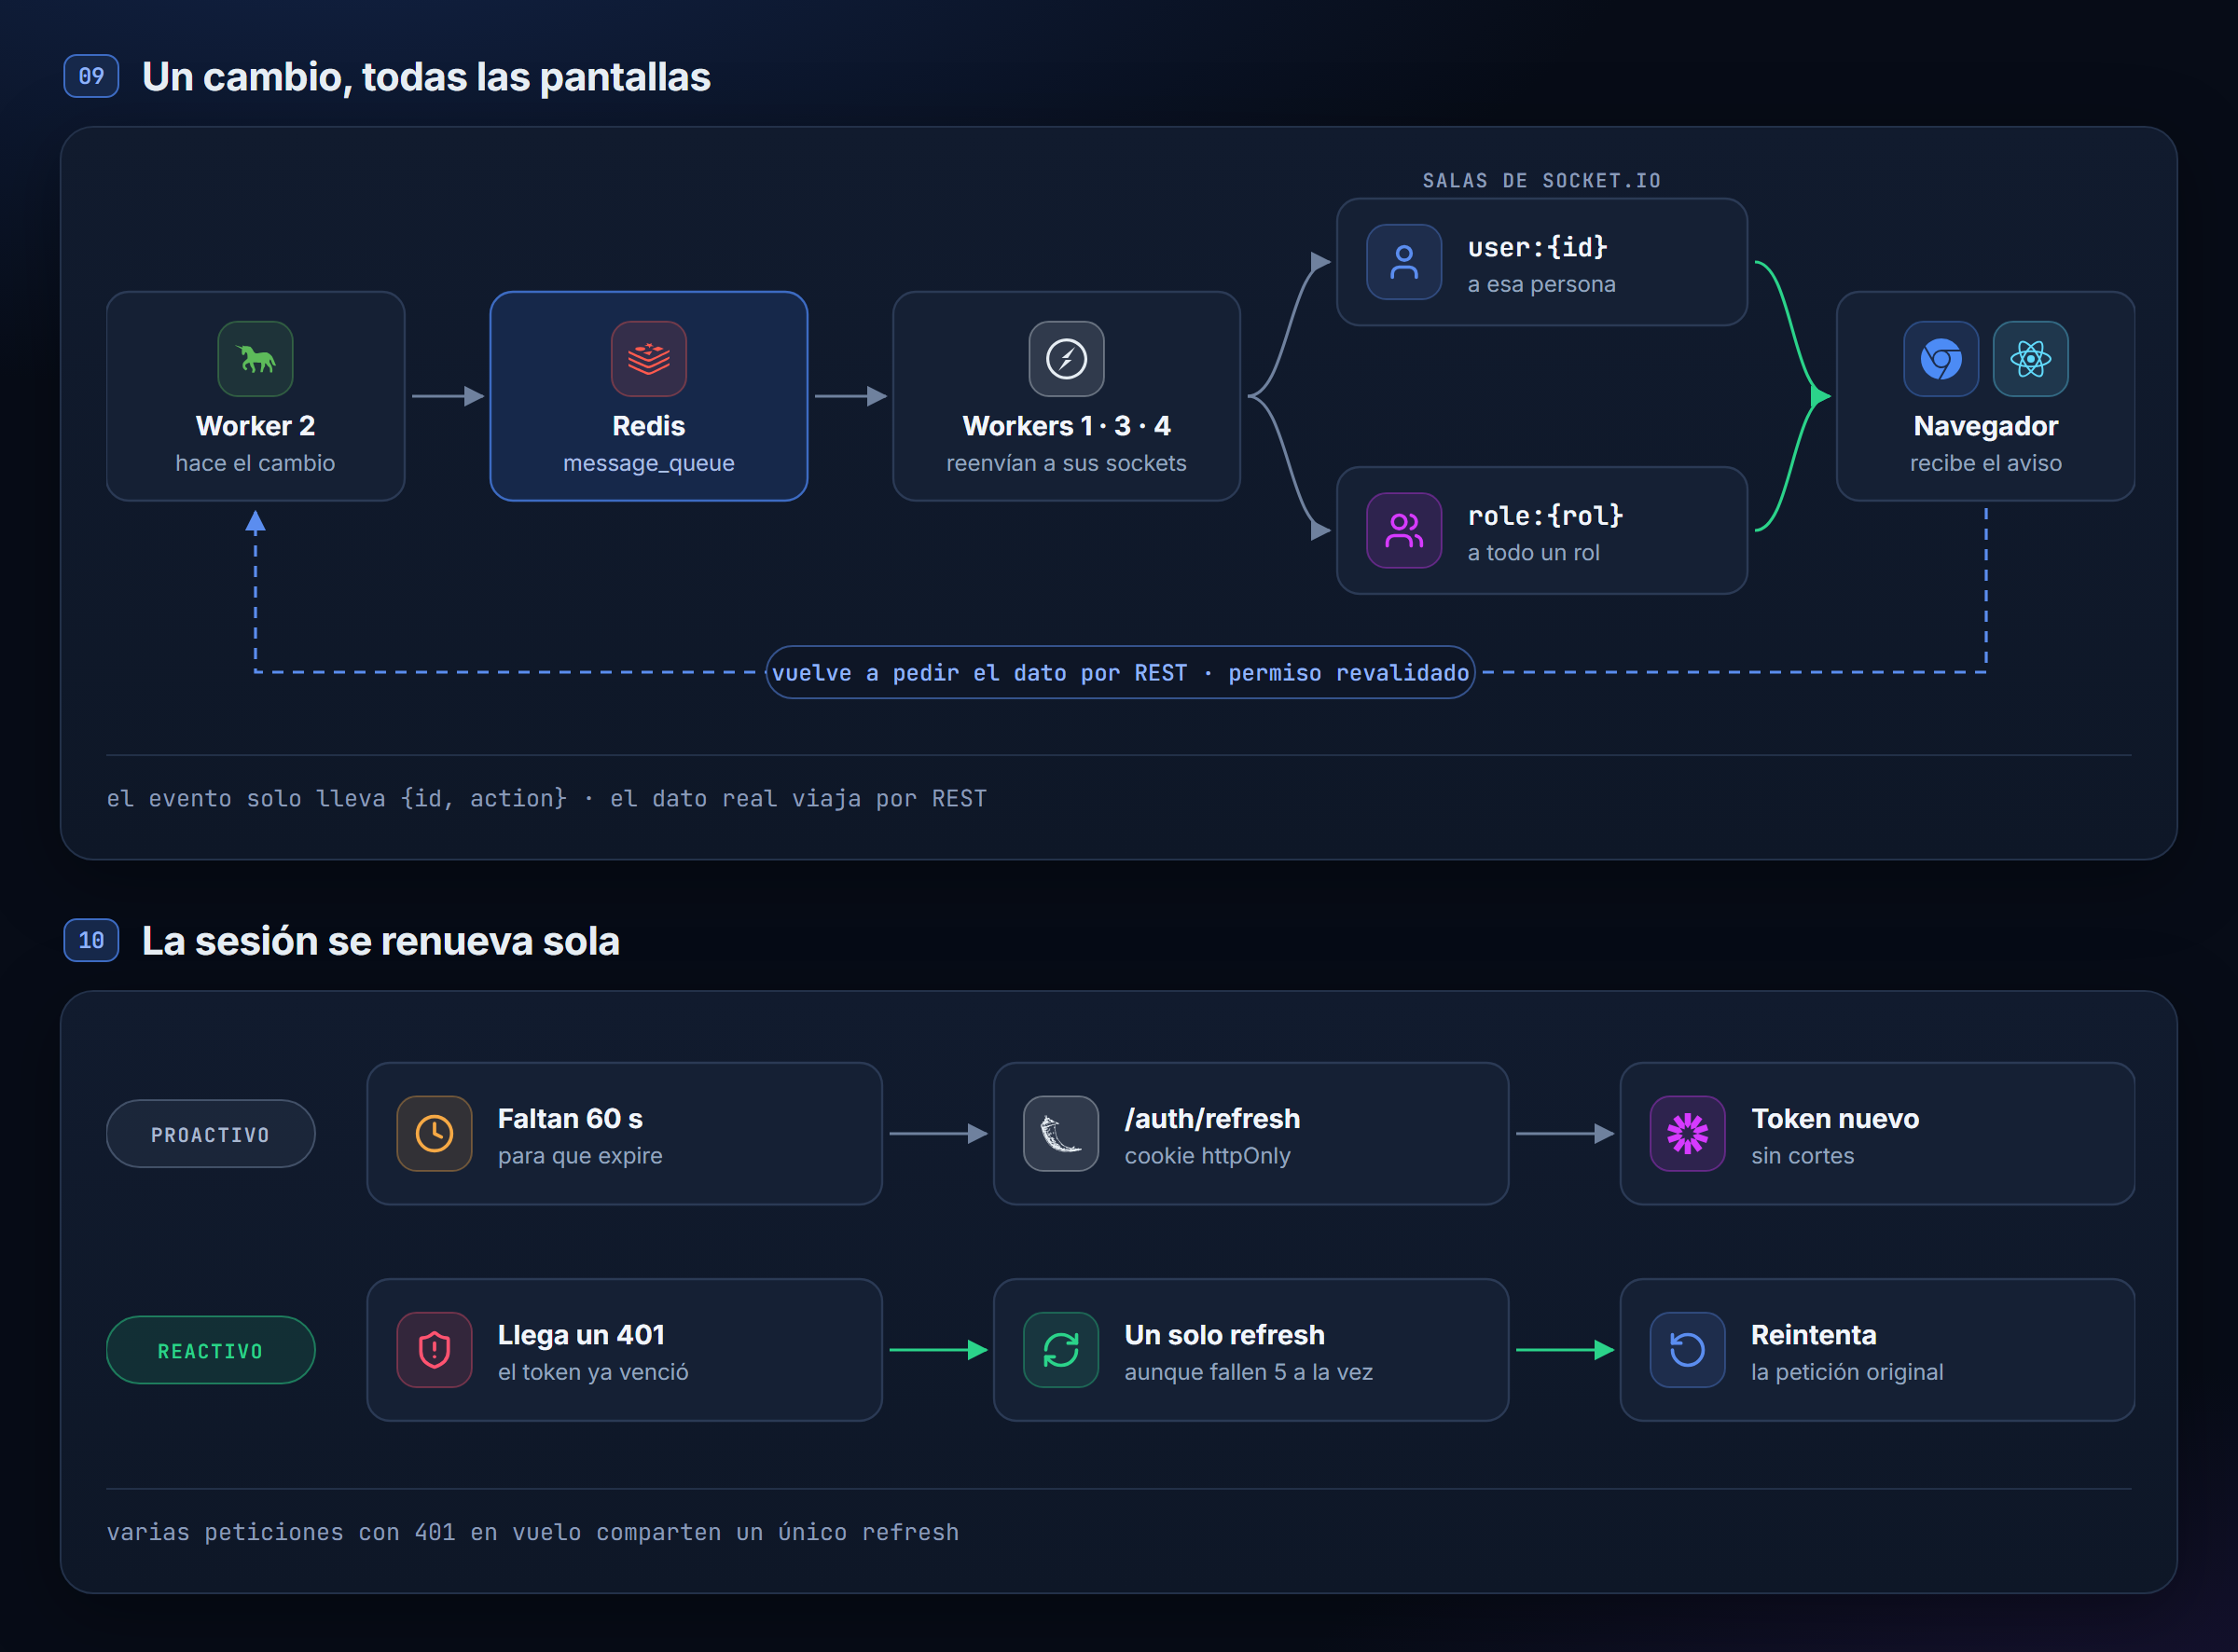 09 Un cambio, todas las pantallas
SALAS DE SOCKET.IO
Worker 2
hace el cambio
Redis
message_queue
Workers 1 · 3 · 4
reenvían a sus sockets
user:{id}
a esa persona
role:{rol}
a todo un rol
Navegador
recibe el aviso
vuelve a pedir el dato por REST · permiso revalidado
el evento solo lleva {id, action} · el dato real viaja por REST
10 La sesión se renueva sola
PROACTIVO
Faltan 60 s
para que expire
/auth/refresh
cookie httpOnly
Token nuevo
sin cortes
REACTIVO
Llega un 401
el token ya venció
Un solo refresh
aunque fallen 5 a la vez
Reintenta
la petición original
varias peticiones con 401 en vuelo comparten un único refresh